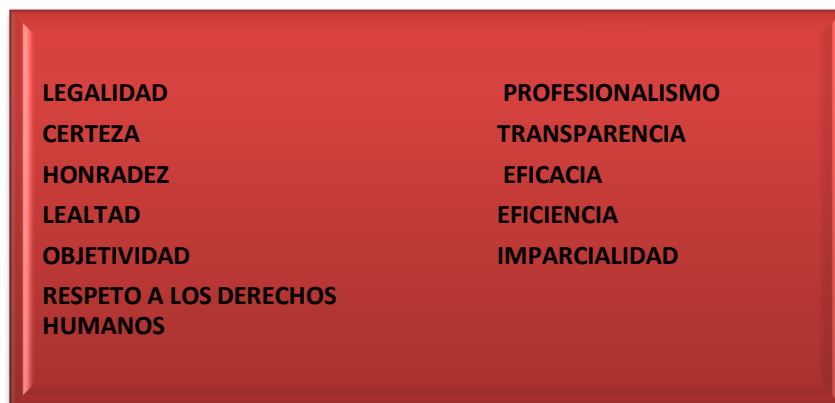 LEGALIDAD
CERTEZA
HONRADEZ
LEALTAD
OBJETIVIDAD
RESPETO A LOS DERECHOS
HUMANOS
PROFESIONALISMO
TRANSPARENCIA
EFICACIA
EFICIENCIA
IMPARCIALIDAD